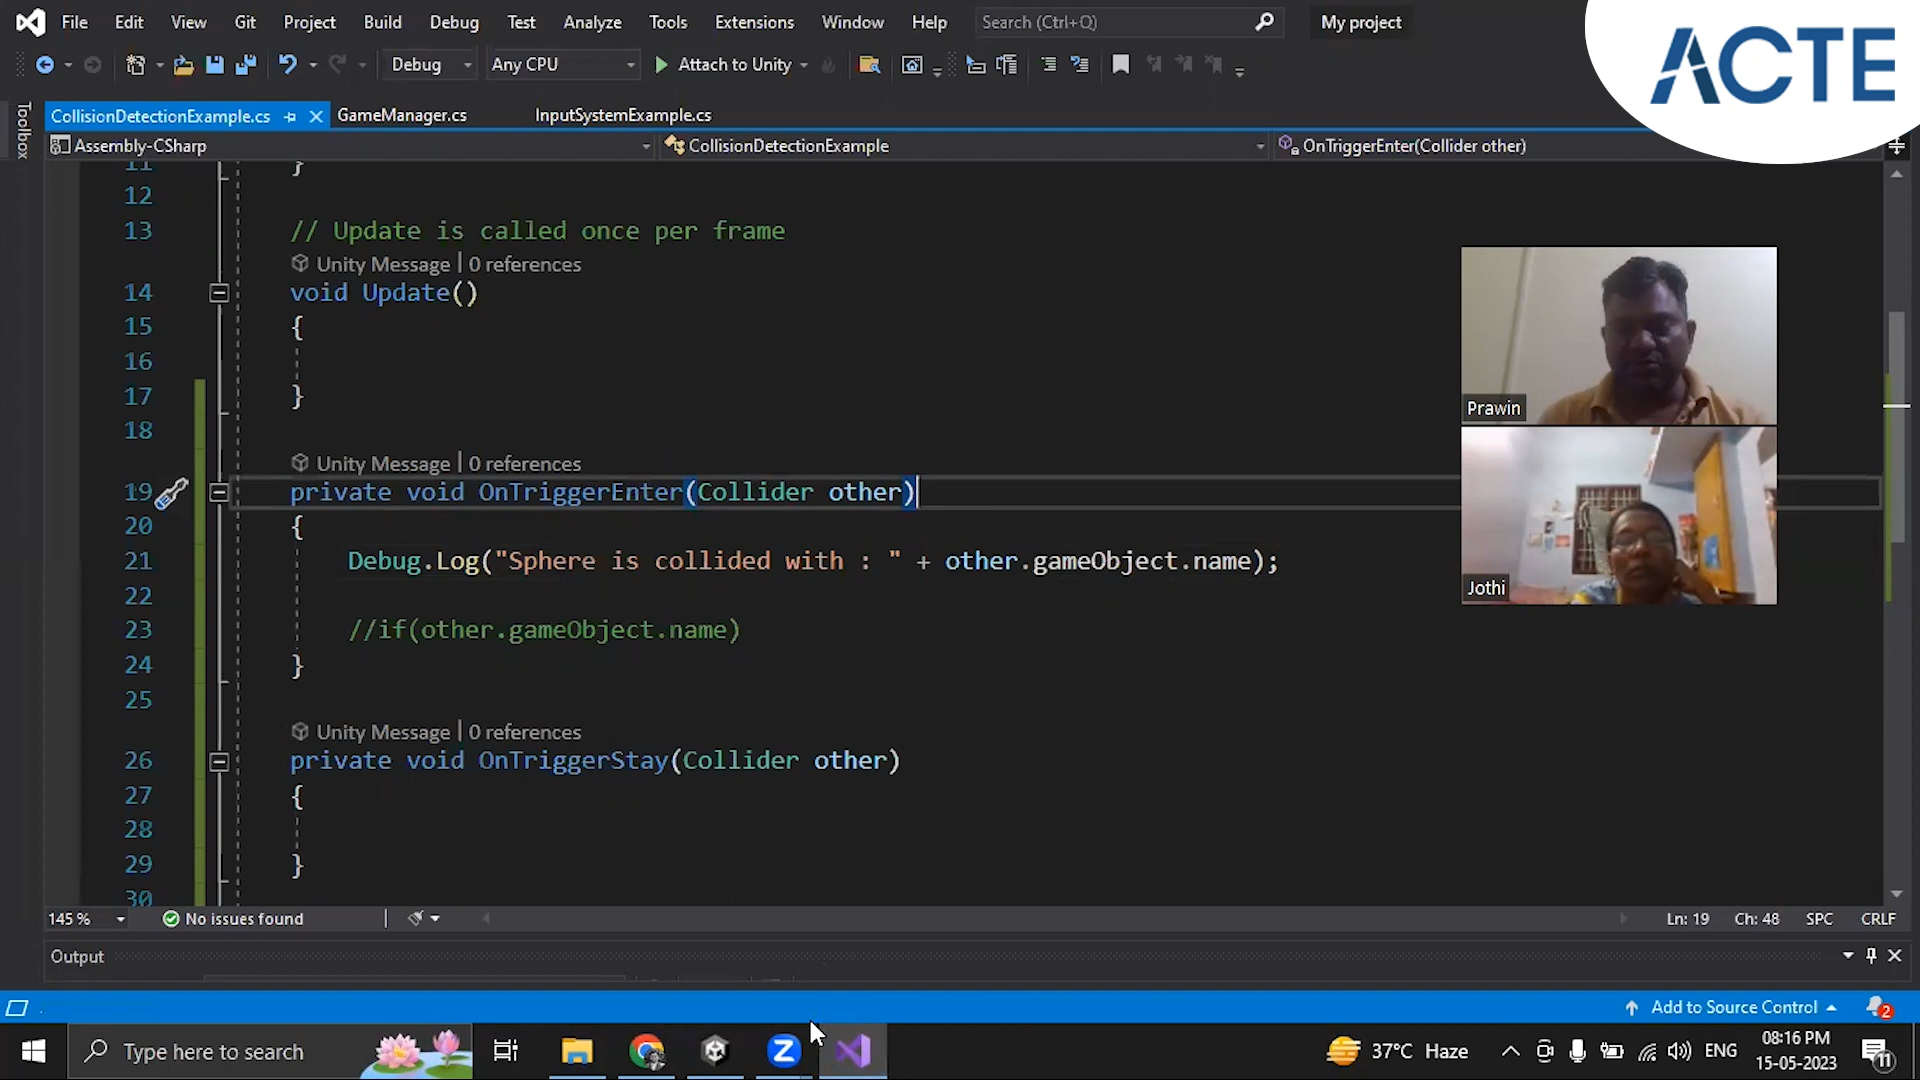 File Edit View Git Project Build Debug Test Analyze Tools Extensions Window Help Search (Ctrl+Q) My project
ACTE
Debug Any CPU Attach to Unity
Toolbox
CollisionDetectionExample.cs GameManager.cs InputSystemExample.cs
Assembly-CSharp CollisionDetectionExample OnTriggerEnter(Collider other)
11 }
12
13 // Update is called once per frame
Unity Message | 0 references
14 void Update()
15 {
16
17 }
18
Unity Message | 0 references
19 private void OnTriggerEnter(Collider other)
20 {
21 Debug.Log("Sphere is collided with : " + other.gameObject.name);
22
23 //if(other.gameObject.name)
24 }
25
Unity Message | 0 references
26 private void OnTriggerStay(Collider other)
27 {
28
29 }
30
Prawin
Jothi
145 % No issues found Ln: 19 Ch: 48 SPC CRLF
Output
Add to Source Control 2
Type here to search 37°C Haze ENG 08:16 PM 15-05-2023 11